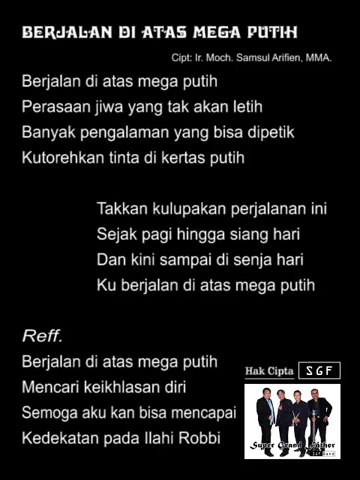 BERJALAN DI ATAS MEGA PUTIH
Cipt: Ir. Moch. Samsul Arifien, MMA.
Berjalan di atas mega putih
Perasaan jiwa yang tak akan letih
Banyak pengalaman yang bisa dipetik
Kutorehkan tinta di kertas putih
Takkan kulupakan perjalanan ini
Sejak pagi hingga siang hari
Dan kini sampai di senja hari
Ku berjalan di atas mega putih
Reff.
Berjalan di atas mega putih
Mencari keikhlasan diri
Semoga aku kan bisa mencapai
Kedekatan pada Ilahi Robbi
Hak Cipta SGF
Super Grand Father